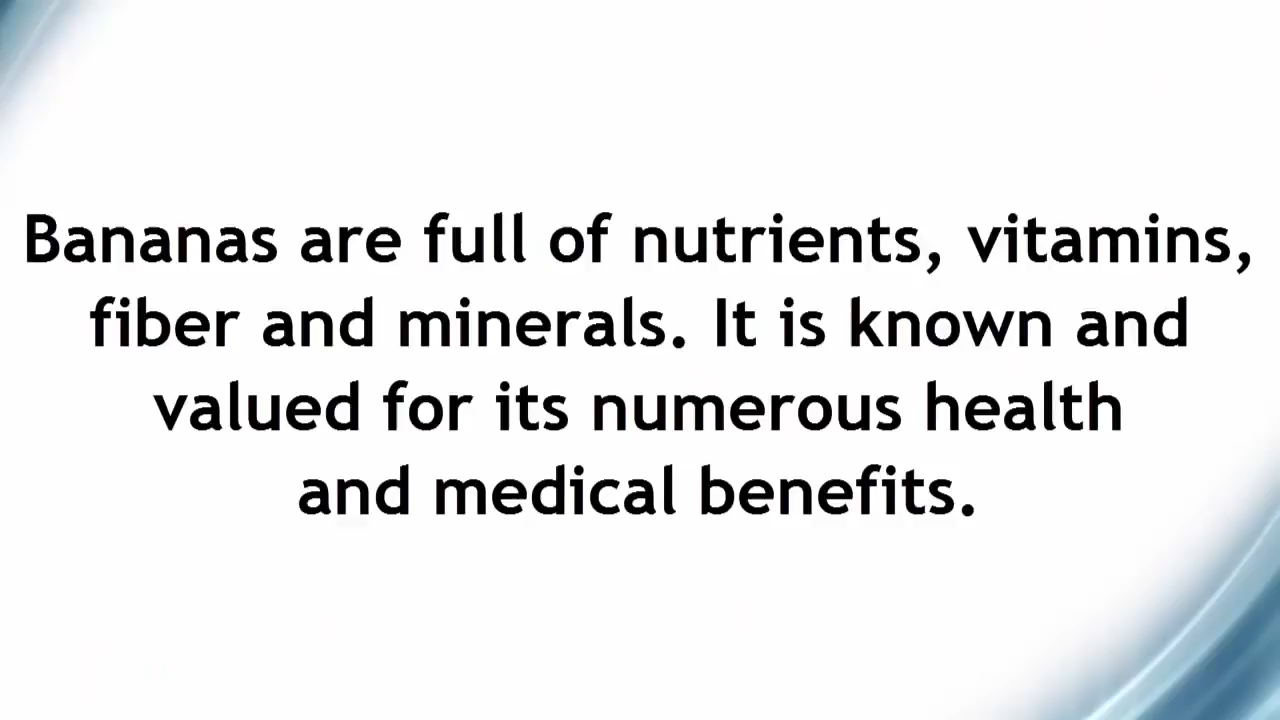 Bananas are full of nutrients, vitamins,
fiber and minerals. It is known and
valued for its numerous health
and medical benefits.